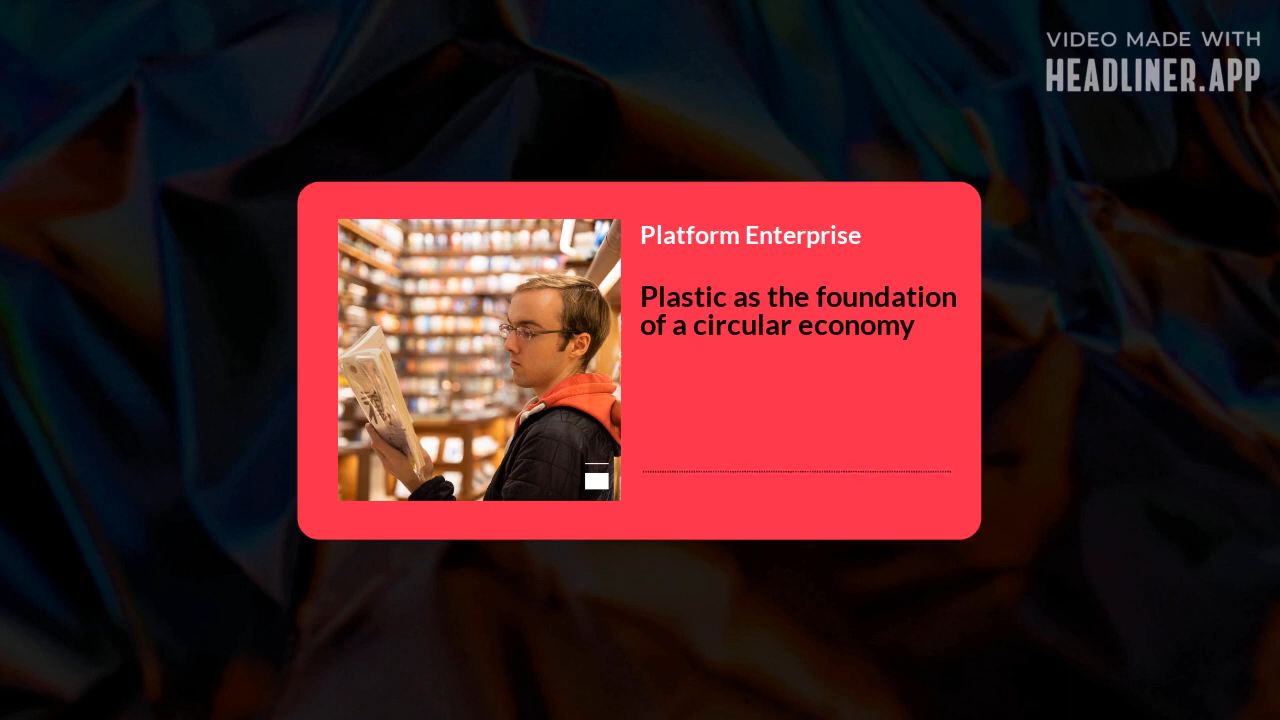 VIDEO MADE WITH
HEADLINER.APP
Platform Enterprise
Plastic as the foundation
of a circular economy